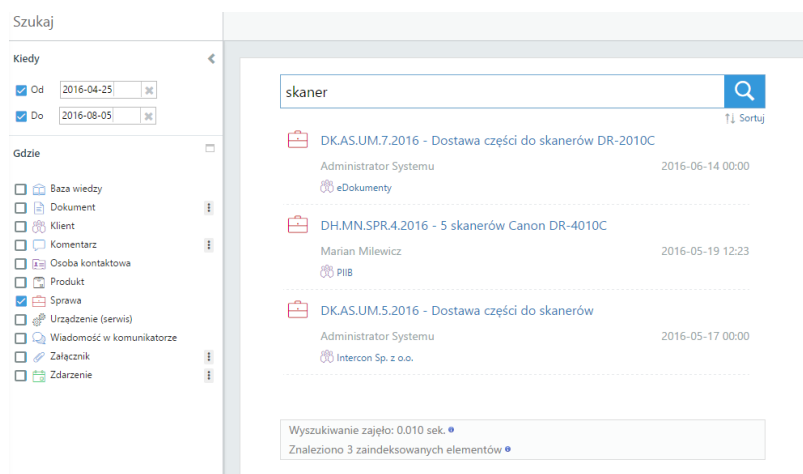 Szukaj
Kiedy
Od 2016-04-25
Do 2016-08-05
Gdzie
Baza wiedzy
Dokument
Klient
Komentarz
Osoba kontaktowa
Produkt
Sprawa
Urządzenie (serwis)
Wiadomość w komunikatorze
Załącznik
Zdarzenie
skaner
Sortuj
DK.AS.UM.7.2016 - Dostawa części do skanerów DR-2010C
Administrator Systemu 2016-06-14 00:00
eDokumenty
DH.MN.SPR.4.2016 - 5 skanerów Canon DR-4010C
Marian Milewicz 2016-05-19 12:23
PIIB
DK.AS.UM.5.2016 - Dostawa części do skanerów
Administrator Systemu 2016-05-17 00:00
Intercon Sp. z o.o.
Wyszukiwanie zajęło: 0.010 sek.
Znaleziono 3 zaindeksowanych elementów